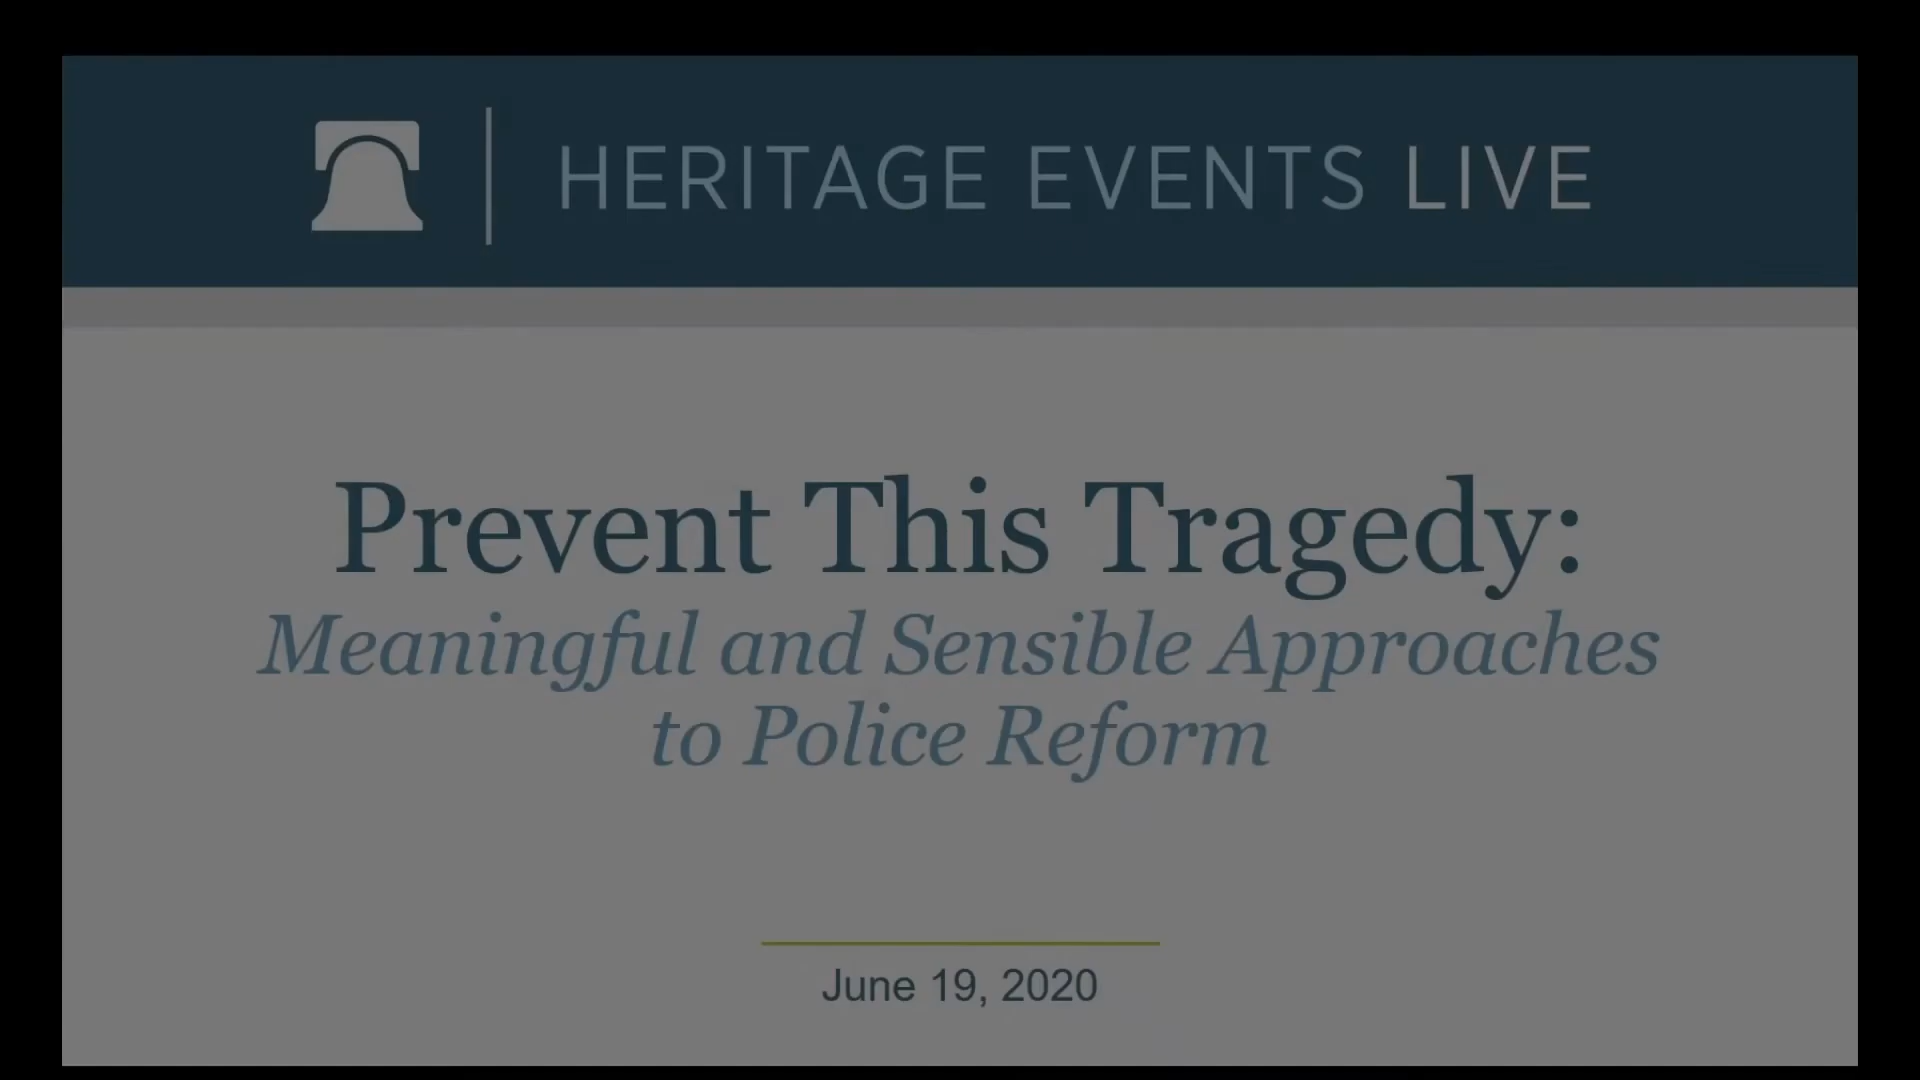 HERITAGE EVENTS LIVE
Prevent This Tragedy:
Meaningful and Sensible Approaches
to Police Reform
June 19, 2020